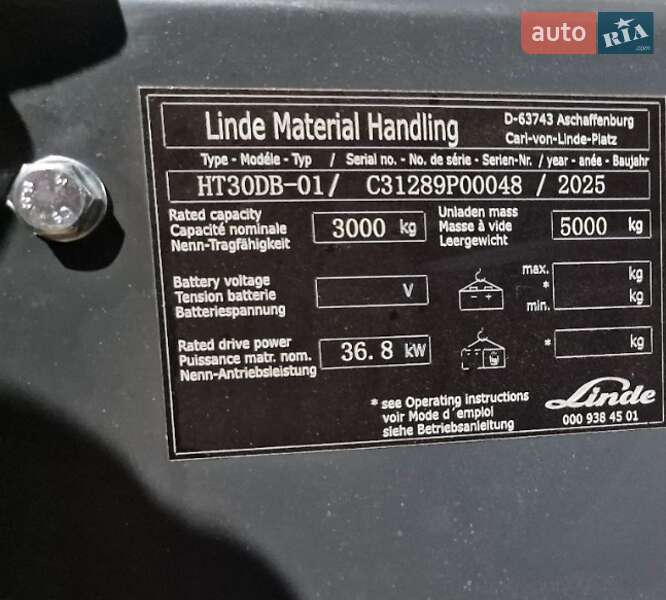 auto RIA .com
Linde Material Handling
D-63743 Aschaffenburg
Carl-von-Linde-Platz
Type - Modéle - Typ / Serial no. - No. de série - Serien-Nr. / year - anée - Baujahr
HT30DB-01 / C31289P00048 / 2025
Rated capacity
Capacité nominale
Nenn-Tragfähigkeit
3000 kg
Unladen mass
Masse à vide
Leergewicht
5000 kg
Battery voltage
Tension batterie
Batteriespannung
V
max. kg
*
min. kg
Rated drive power
Puissance matr. nom.
Nenn-Antriebsleistung
36.8 kW
* kg
* see Operating instructions
voir Mode d´emploi
siehe Betriebsanleitung
Linde
000 938 45 01